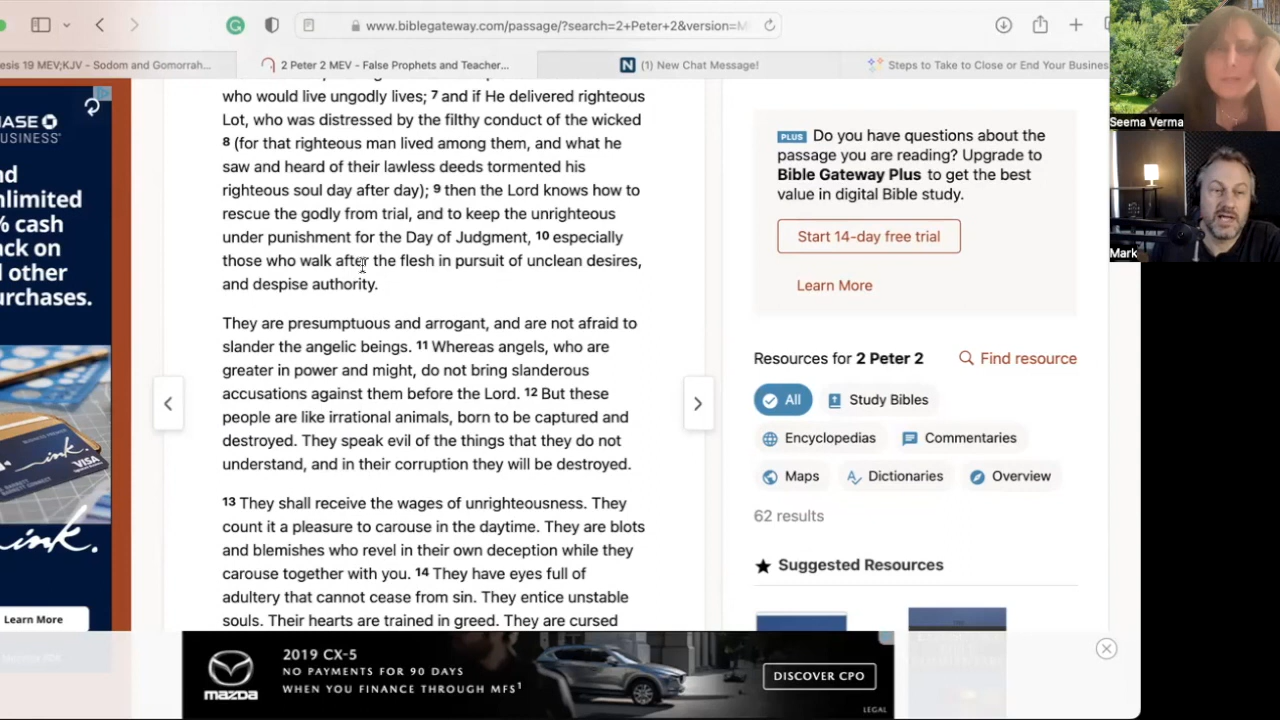 www.biblegateway.com/passage/?search=2+Peter+2&version=M
esis 19 MEV;KJV - Sodom and Gomorrah...
2 Peter 2 MEV - False Prophets and Teacher...
N (1) New Chat Message!
Steps to Take to Close or End Your Busines
who would live ungodly lives; 7 and if He delivered righteous
Lot, who was distressed by the filthy conduct of the wicked
8 (for that righteous man lived among them, and what he
saw and heard of their lawless deeds tormented his
righteous soul day after day); 9 then the Lord knows how to
rescue the godly from trial, and to keep the unrighteous
under punishment for the Day of Judgment, 10 especially
those who walk after the flesh in pursuit of unclean desires,
and despise authority.
They are presumptuous and arrogant, and are not afraid to
slander the angelic beings. 11 Whereas angels, who are
greater in power and might, do not bring slanderous
accusations against them before the Lord. 12 But these
people are like irrational animals, born to be captured and
destroyed. They speak evil of the things that they do not
understand, and in their corruption they will be destroyed.
13 They shall receive the wages of unrighteousness. They
count it a pleasure to carouse in the daytime. They are blots
and blemishes who revel in their own deception while they
carouse together with you. 14 They have eyes full of
adultery that cannot cease from sin. They entice unstable
souls. Their hearts are trained in greed. They are cursed
HASE
USINESS
nd
nlimited
% cash
ack on
l other
urchases.
ink.
VISA
ink.
Learn More
PLUS Do you have questions about the
passage you are reading? Upgrade to
Bible Gateway Plus to get the best
value in digital Bible study.
Start 14-day free trial
Learn More
Resources for 2 Peter 2
Find resource
All
Study Bibles
Encyclopedias
Commentaries
Maps
Dictionaries
Overview
62 results
Suggested Resources
Seema Verma
Mark
mazda
2019 CX-5
NO PAYMENTS FOR 90 DAYS
WHEN YOU FINANCE THROUGH MFS1
DISCOVER CPO
LEGAL